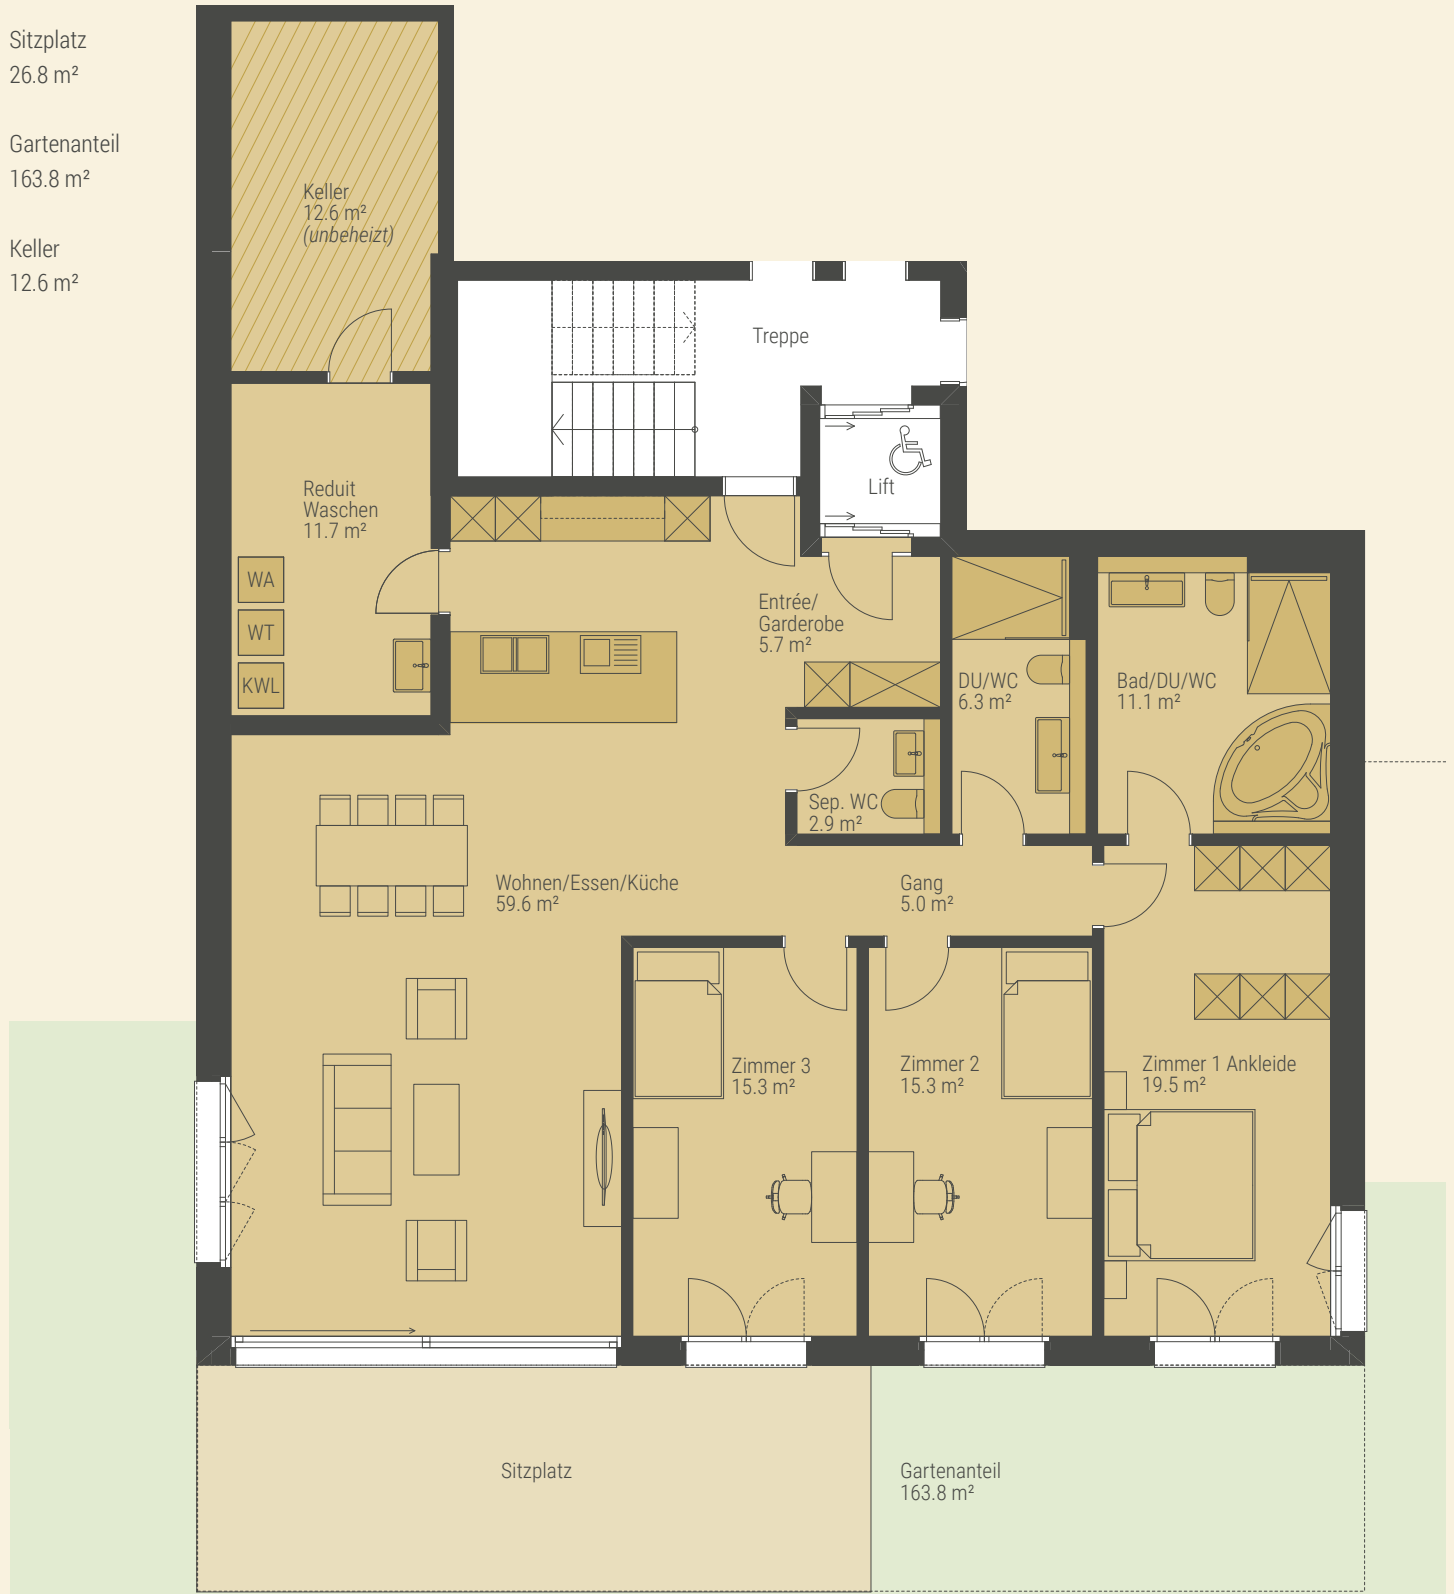 Sitzplatz
26.8 m²
Gartenanteil
163.8 m²
Keller
12.6 m²
Keller
12.6 m²
(unbeheizt)
Treppe
Lift
Reduit
Waschen
11.7 m²
WA
WT
KWL
Entrée/
Garderobe
5.7 m²
DU/WC
6.3 m²
Bad/DU/WC
11.1 m²
Sep. WC
2.9 m²
Wohnen/Essen/Küche
59.6 m²
Gang
5.0 m²
Zimmer 3
15.3 m²
Zimmer 2
15.3 m²
Zimmer 1 Ankleide
19.5 m²
Sitzplatz
Gartenanteil
163.8 m²